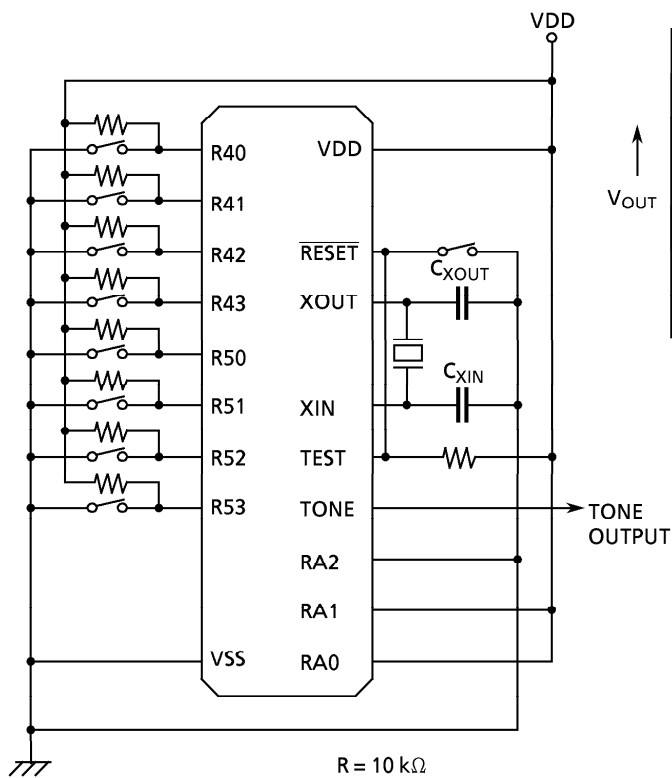 VDD
R40
VDD
R41
VOUT
R42
RESET
CXOUT
R43
XOUT
R50
CXIN
R51
XIN
R52
TEST
R53
TONE
TONE
OUTPUT
RA2
RA1
VSS
RA0
R = 10 kΩ